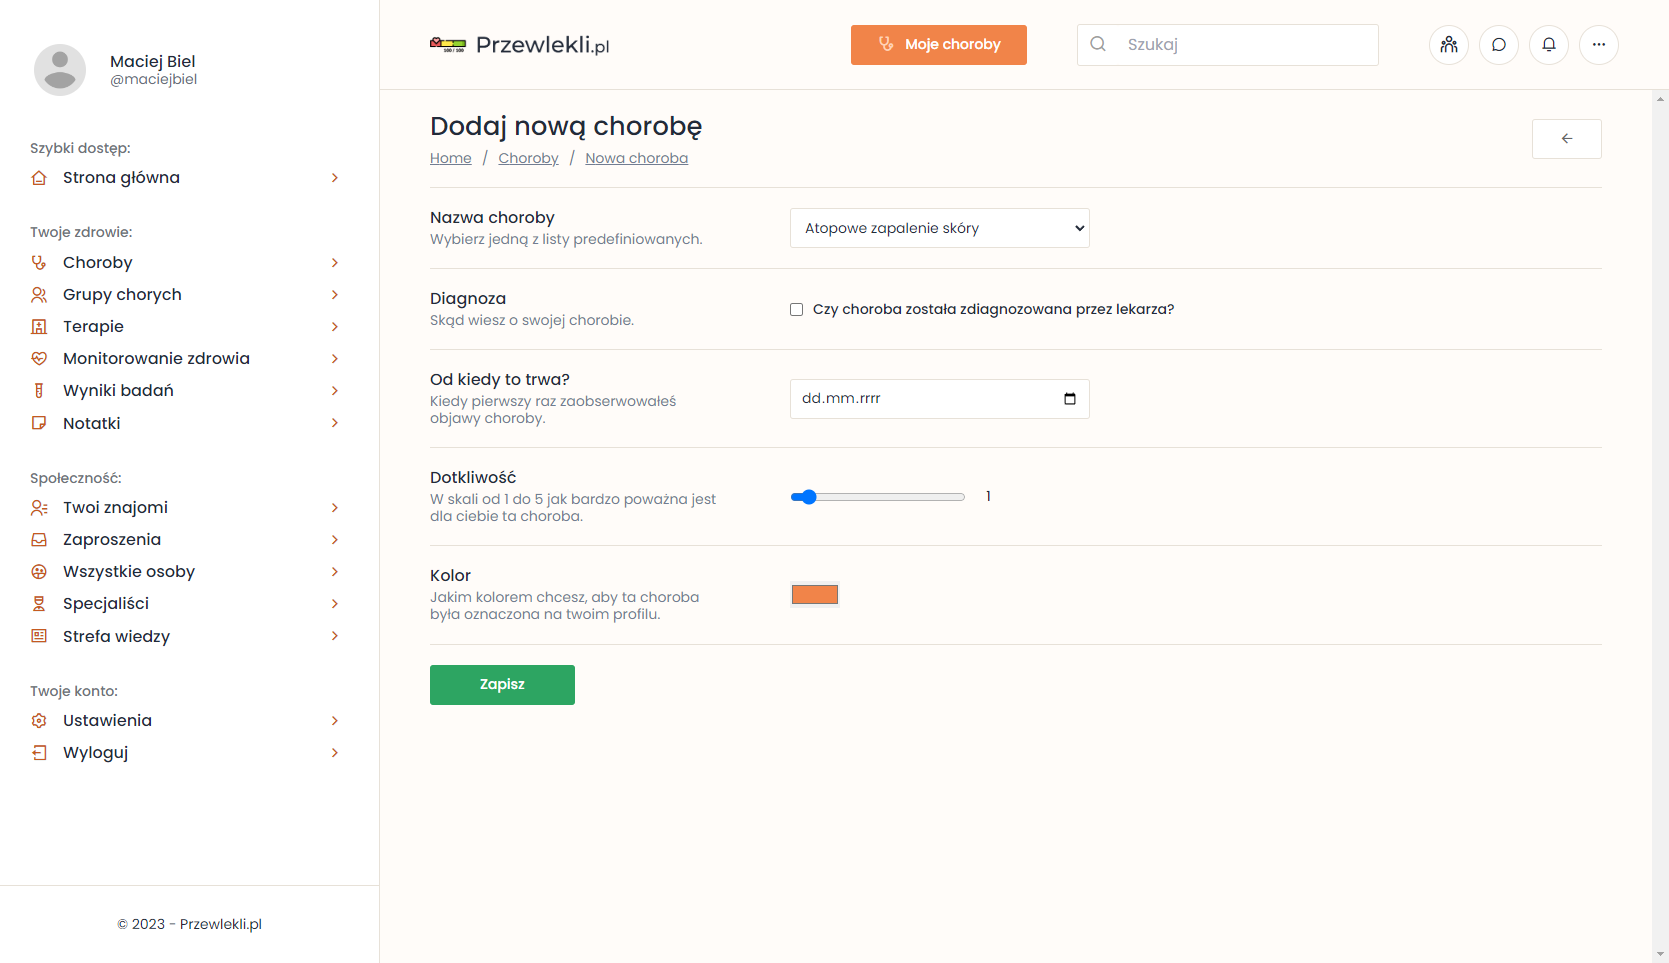 Maciej Biel
@maciejbiel
Szybki dostęp:
Strona główna
Twoje zdrowie:
Choroby
Grupy chorych
Terapie
Monitorowanie zdrowia
Wyniki badań
Notatki
Społeczność:
Twoi znajomi
Zaproszenia
Wszystkie osoby
Specjaliści
Strefa wiedzy
Twoje konto:
Ustawienia
Wyloguj
© 2023 - Przewlekli.pl
100 / 100
Przewlekli.pl
Moje choroby
Szukaj
Dodaj nową chorobę
Home / Choroby / Nowa choroba
Nazwa choroby
Wybierz jedną z listy predefiniowanych.
Atopowe zapalenie skóry
Diagnoza
Skąd wiesz o swojej chorobie.
Czy choroba została zdiagnozowana przez lekarza?
Od kiedy to trwa?
Kiedy pierwszy raz zaobserwowałeś
objawy choroby.
dd.mm.rrrr
Dotkliwość
W skali od 1 do 5 jak bardzo poważna jest
dla ciebie ta choroba.
1
Kolor
Jakim kolorem chcesz, aby ta choroba
była oznaczona na twoim profilu.
Zapisz